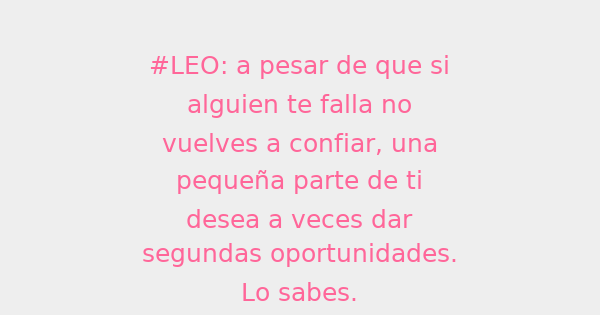 #LEO: a pesar de que si
alguien te falla no
vuelves a confiar, una
pequeña parte de ti
desea a veces dar
segundas oportunidades.
Lo sabes.